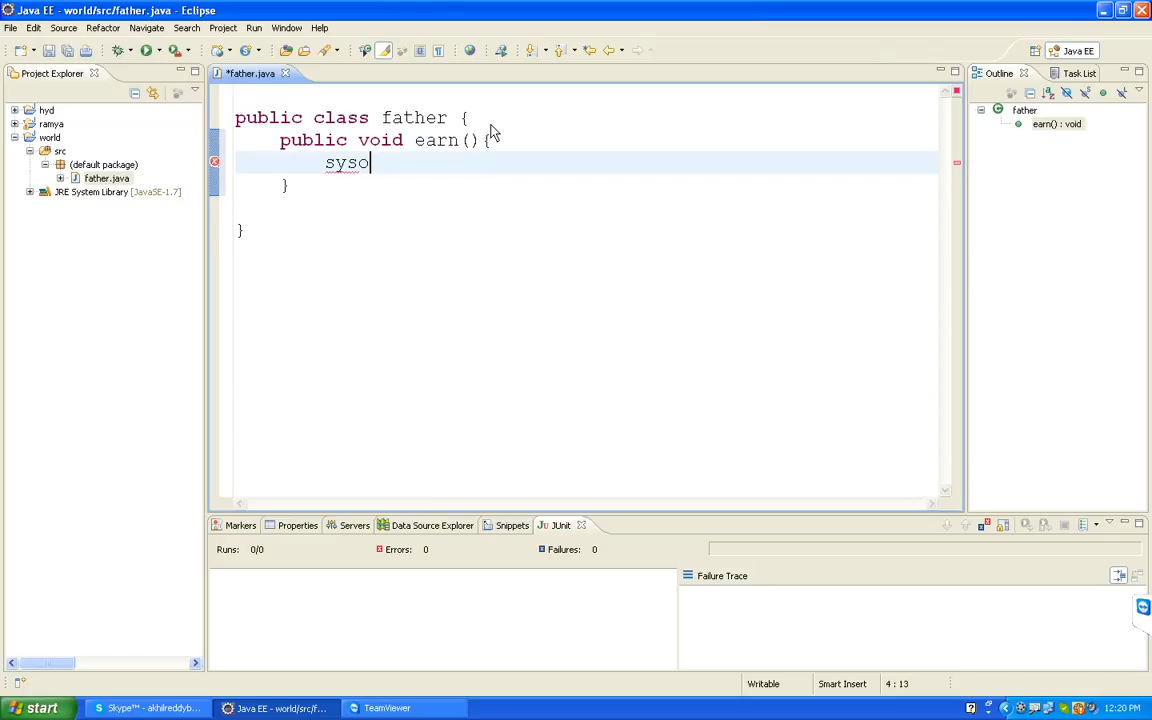 Java EE - world/src/father.java - Eclipse
File Edit Source Refactor Navigate Search Project Run Window Help
Java EE
Project Explorer
*father.java
Outline Task List
hyd
ramya
world
src
(default package)
father.java
JRE System Library [JavaSE-1.7]
public class father {
public void earn(){
syso
}
}
father
earn() : void
Markers Properties Servers Data Source Explorer Snippets JUnit
Runs: 0/0 Errors: 0 Failures: 0
Failure Trace
Writable Smart Insert 4 : 13
start Skype™ - akhilreddyb... Java EE - world/src/f... TeamViewer 12:20 PM